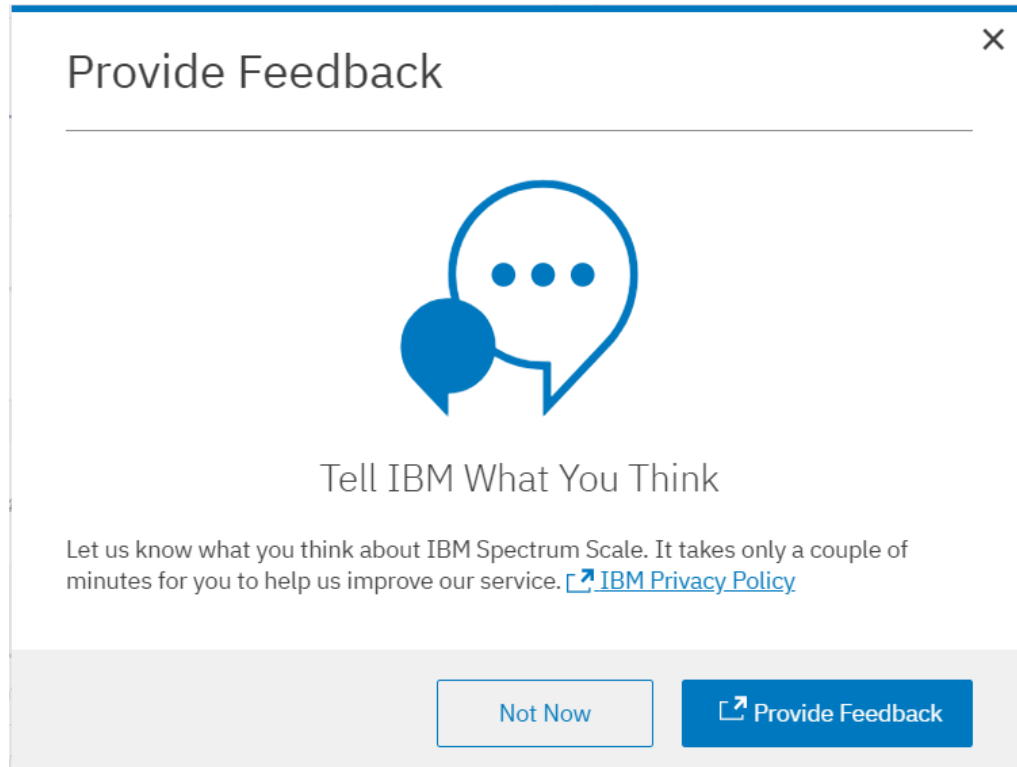 Provide Feedback
Tell IBM What You Think
Let us know what you think about IBM Spectrum Scale. It takes only a couple of
minutes for you to help us improve our service. IBM Privacy Policy
Not Now
Provide Feedback